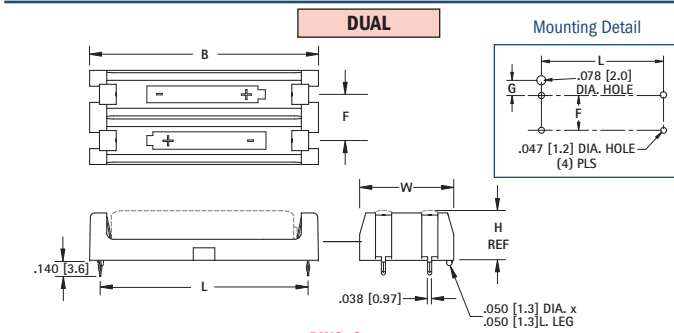 DUAL
Mounting Detail
B
F
- +
+ -
L
G
.078 [2.0]
DIA. HOLE
F
.047 [1.2] DIA. HOLE
(4) PLS
W
H
REF
.140 [3.6]
L
.038 [0.97]
.050 [1.3] DIA. x
.050 [1.3]L. LEG